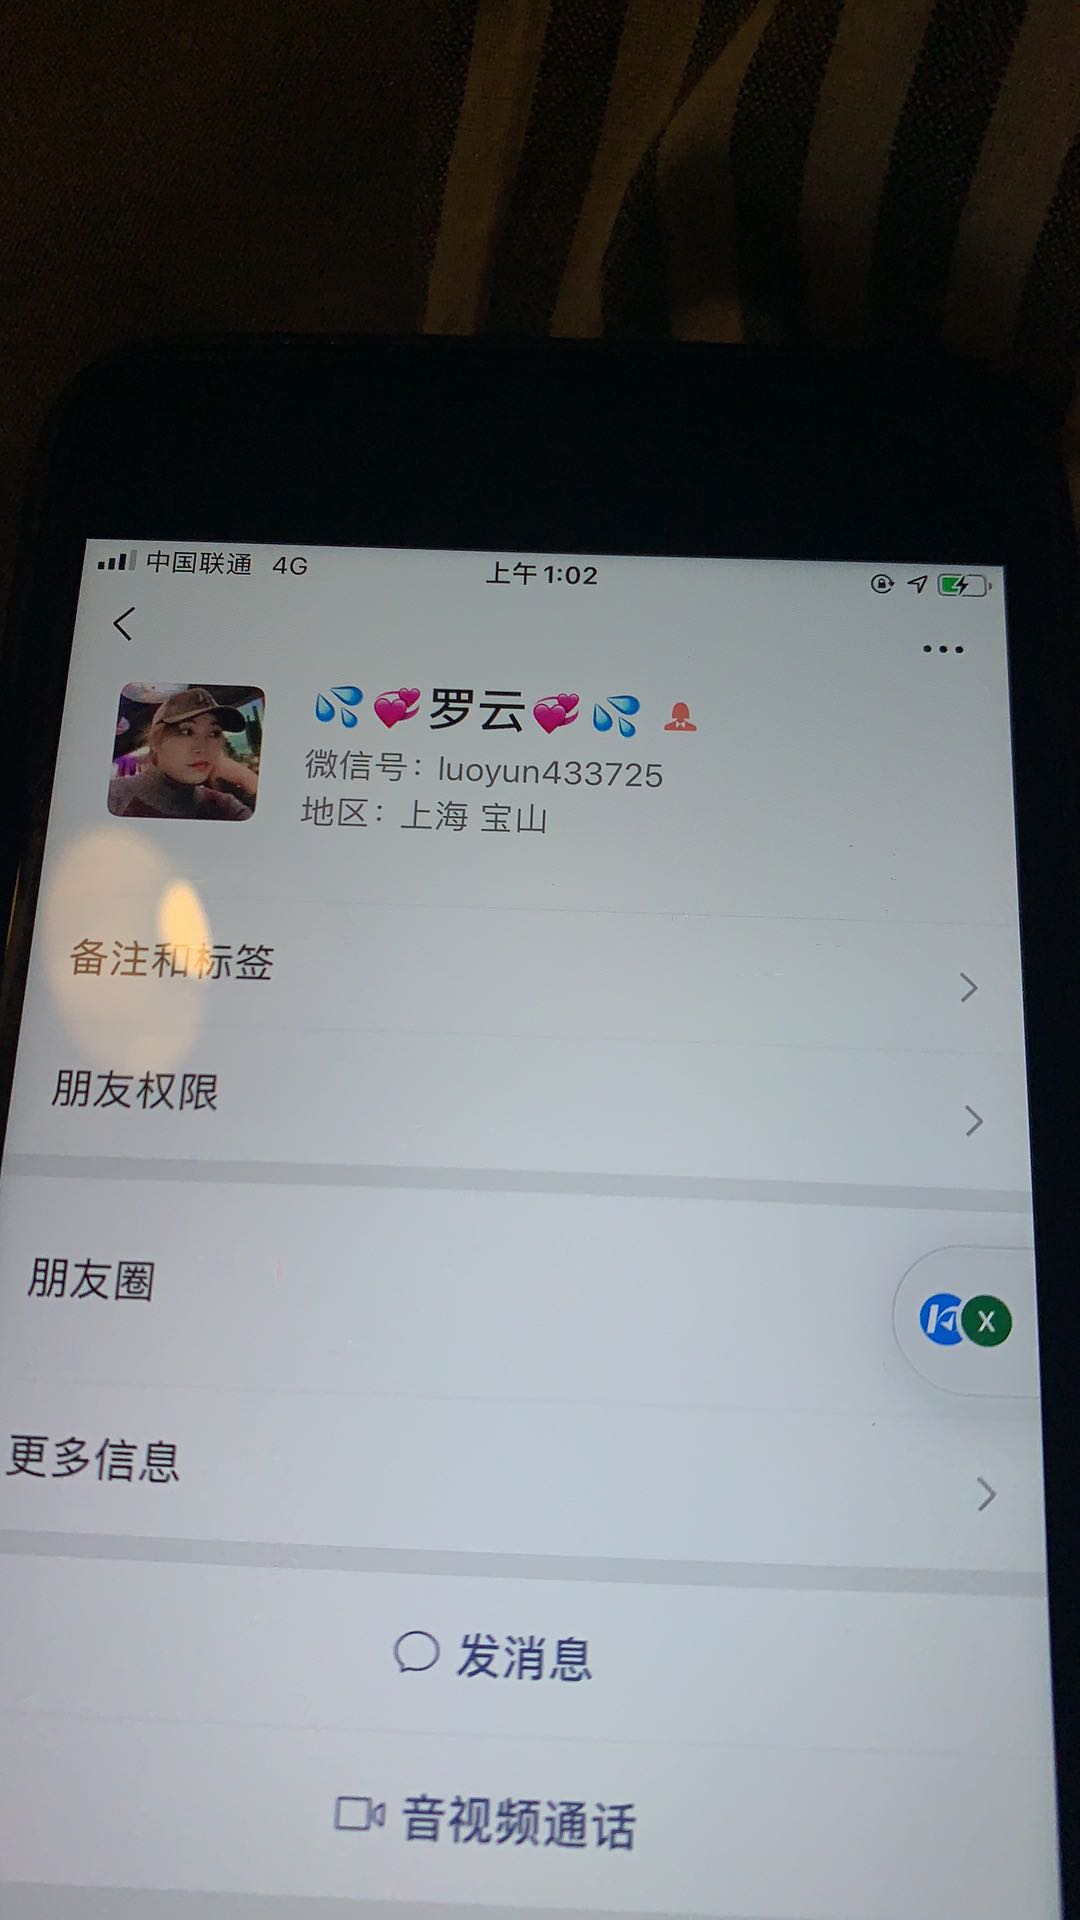 中国联通 4G 上午1:02
💦💞罗云💞💦
微信号：luoyun433725
地区：上海 宝山
备注和标签
朋友权限
朋友圈
X
更多信息
发消息
音视频通话